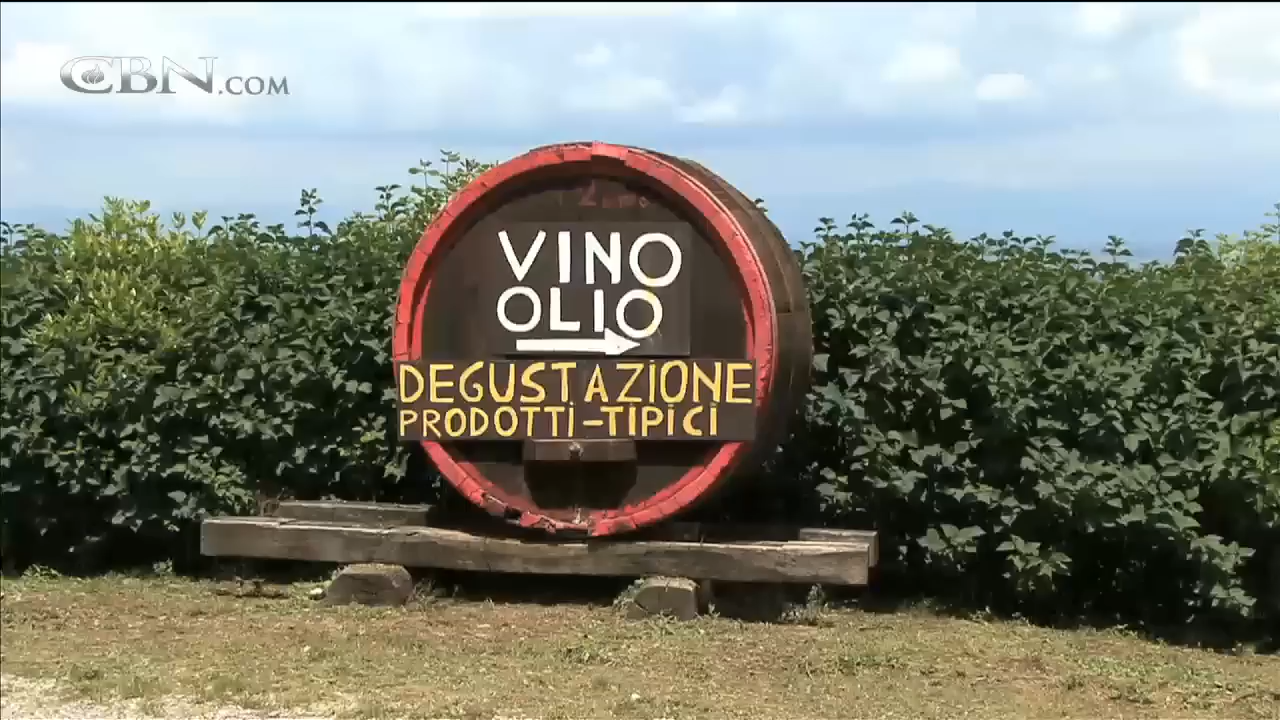 CBN.COM
VINO
OLIO
DEGUSTAZIONE
PRODOTTI-TIPICI